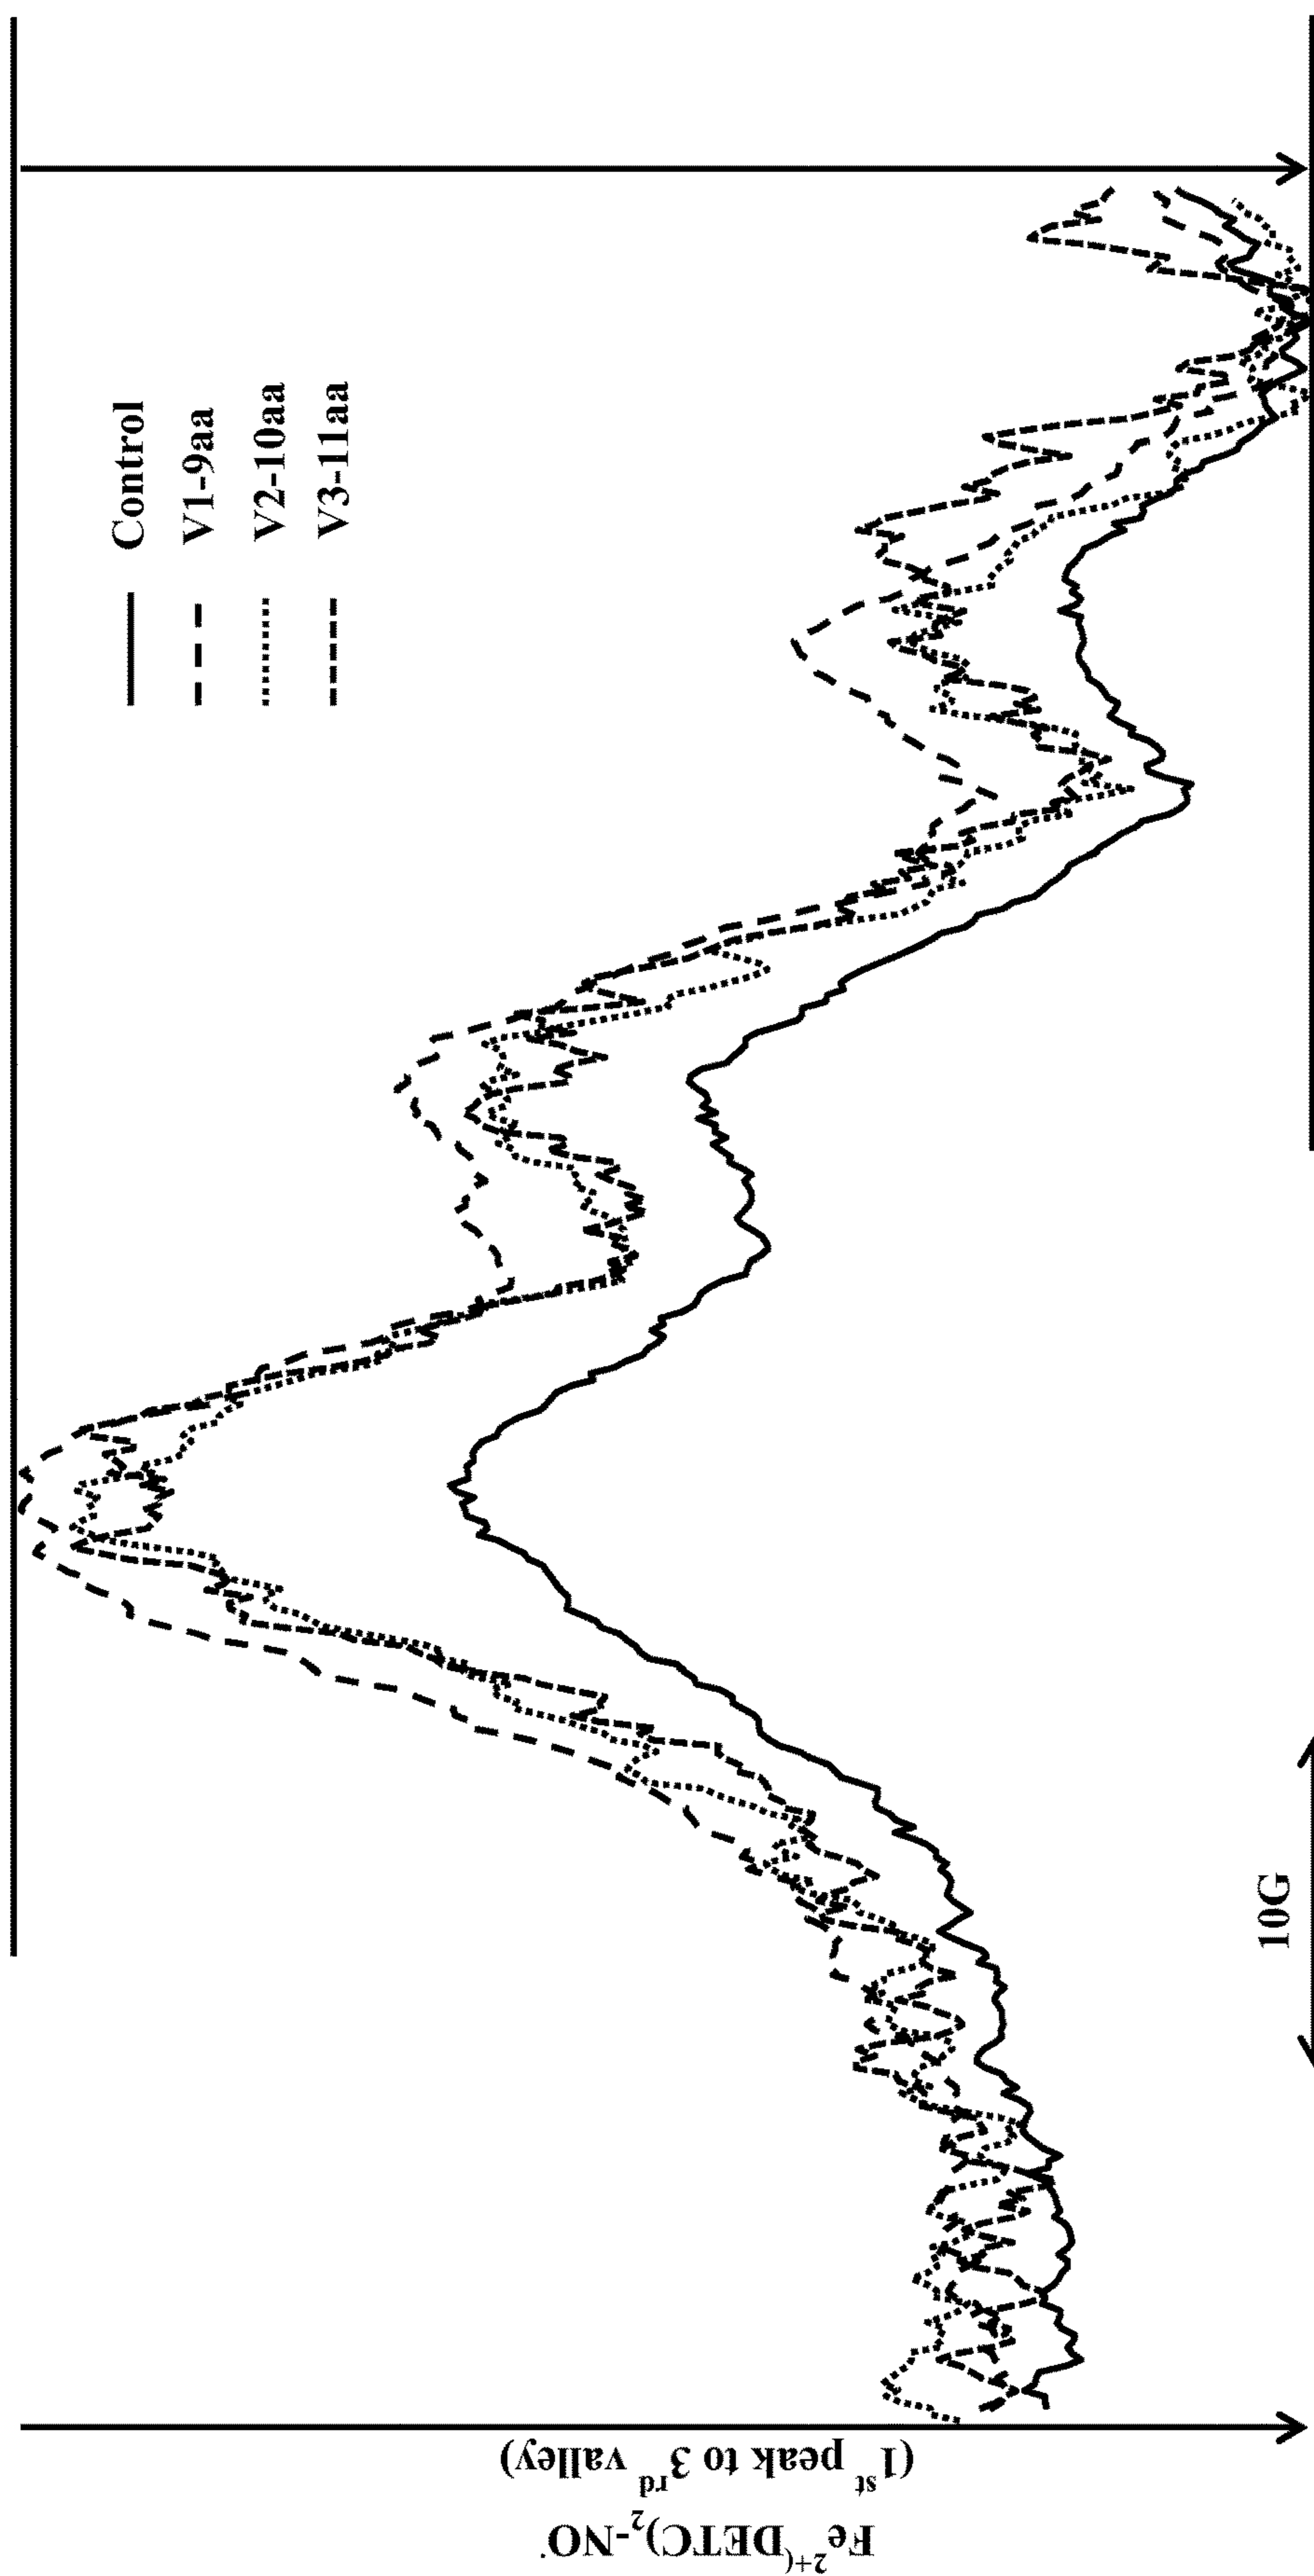 Control
V1-9aa
V2-10aa
V3-11aa
10G
Fe²⁺(DETC)₂-NO·
(1ˢᵗ peak to 3ʳᵈ valley)